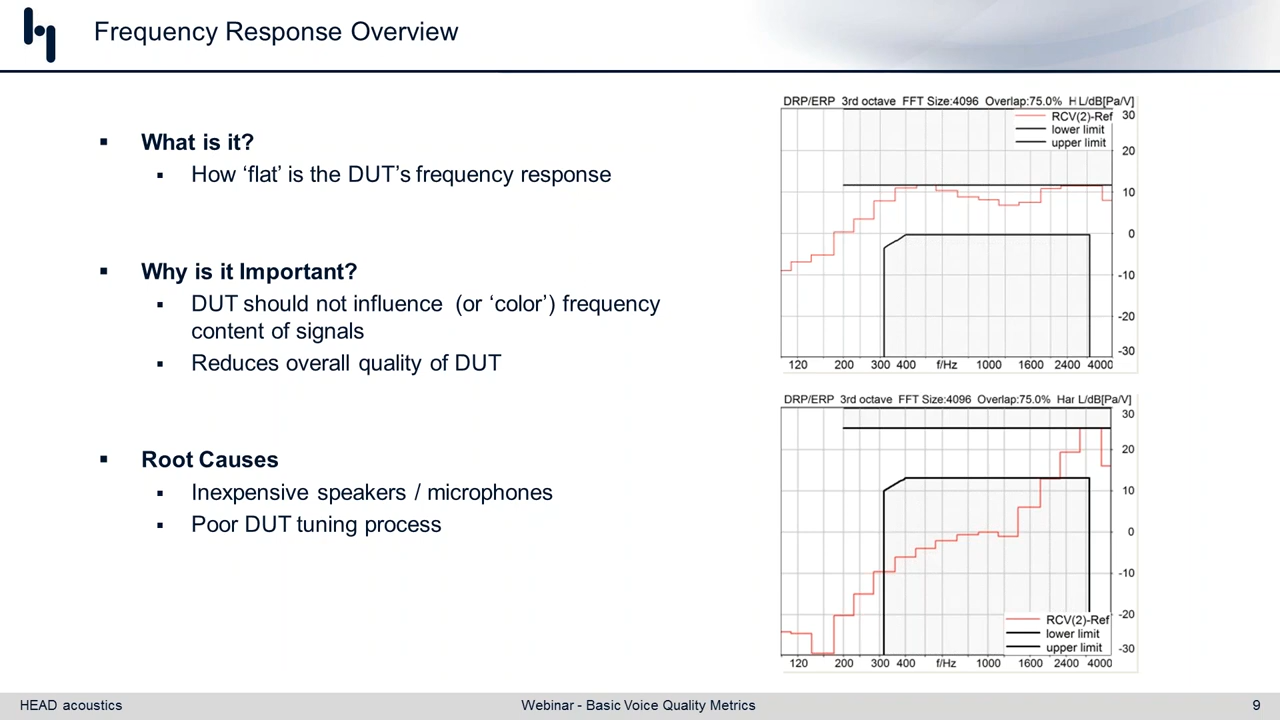 Frequency Response Overview
▪ What is it?
▪ How ‘flat’ is the DUT’s frequency response
▪ Why is it Important?
▪ DUT should not influence (or ‘color’) frequency
content of signals
▪ Reduces overall quality of DUT
▪ Root Causes
▪ Inexpensive speakers / microphones
▪ Poor DUT tuning process
DRP/ERP 3rd octave FFT Size:4096 Overlap:75.0% H L/dB[Pa/V]
RCV(2)-Ref
lower limit
upper limit
30
20
10
0
-10
-20
-30
120 200 300 400 f/Hz 1000 1600 2400 4000
DRP/ERP 3rd octave FFT Size:4096 Overlap:75.0% Har L/dB[Pa/V]
30
20
10
0
-10
-20
-30
RCV(2)-Ref
lower limit
upper limit
120 200 300 400 f/Hz 1000 1600 2400 4000
HEAD acoustics
Webinar - Basic Voice Quality Metrics
9